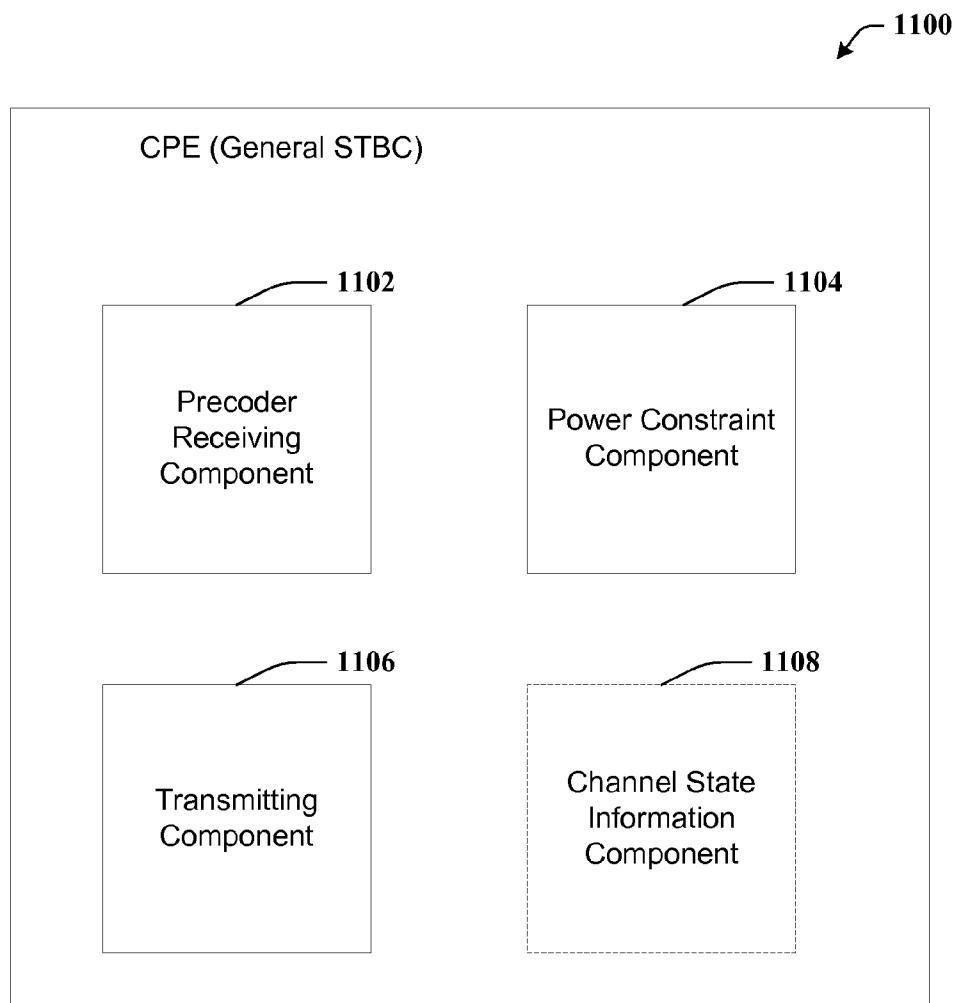 1100
CPE (General STBC)
1102
1104
Precoder
Receiving
Component
Power Constraint
Component
1106
1108
Transmitting
Component
Channel State
Information
Component